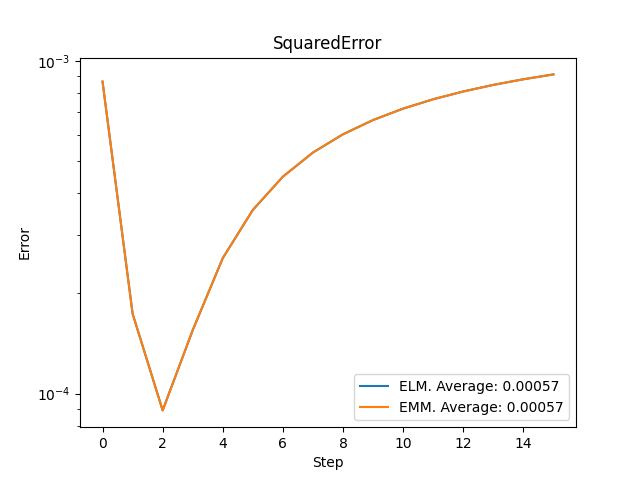 SquaredError
10⁻³
10⁻⁴
Error
0 2 4 6 8 10 12 14
Step
ELM. Average: 0.00057
EMM. Average: 0.00057